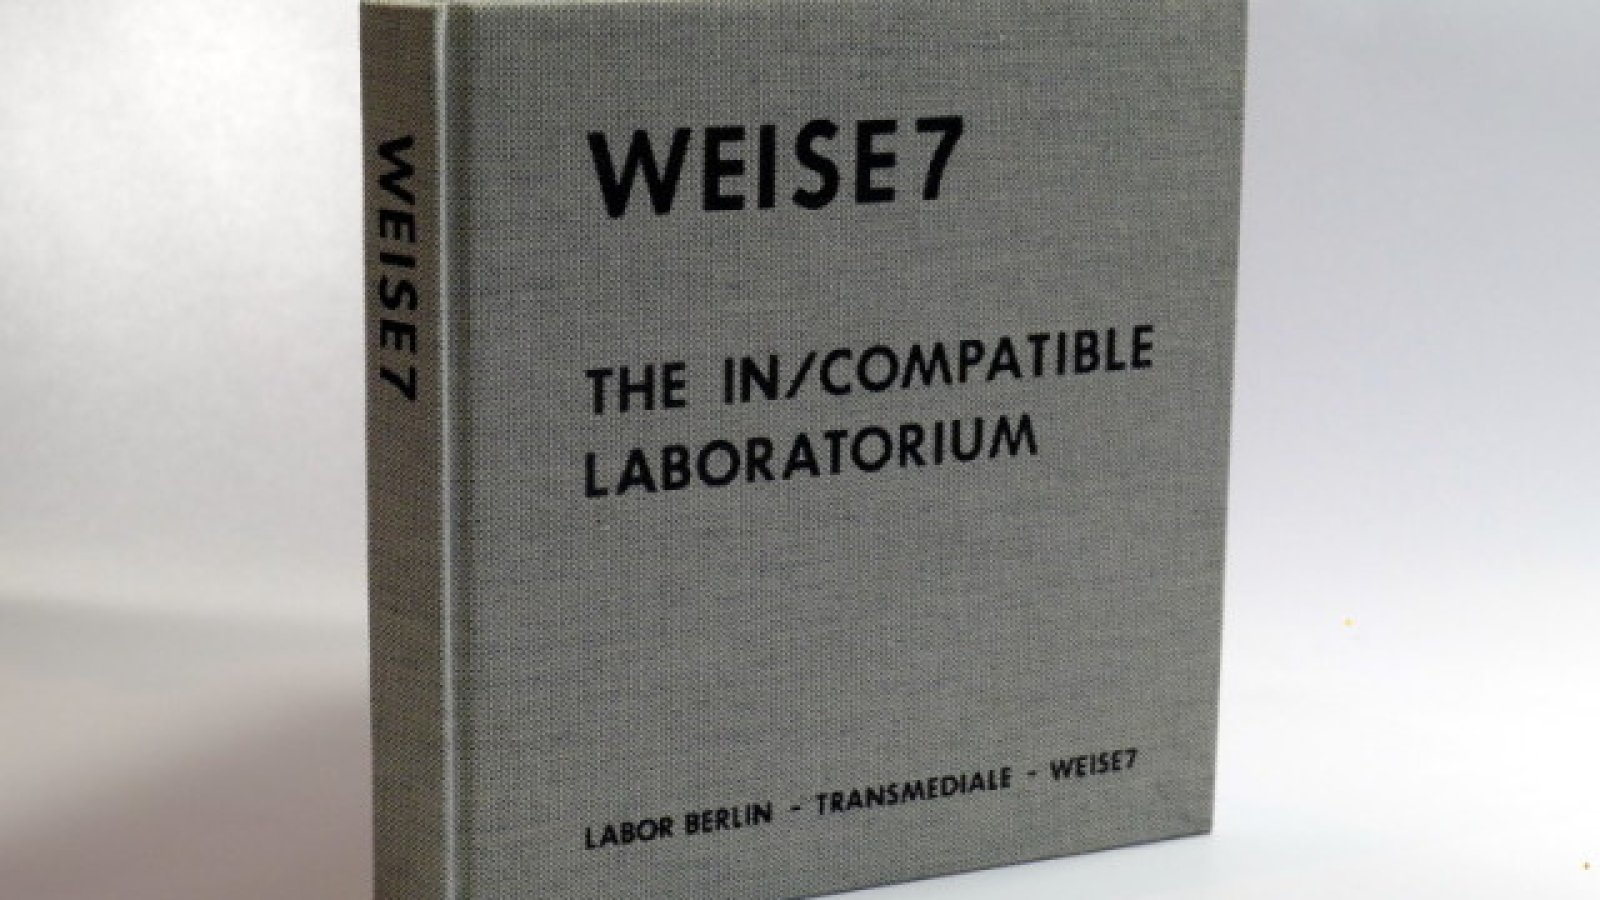 WEISE7
WEISE7
THE IN/COMPATIBLE
LABORATORIUM
LABOR BERLIN - TRANSMEDIALE - WEISE7